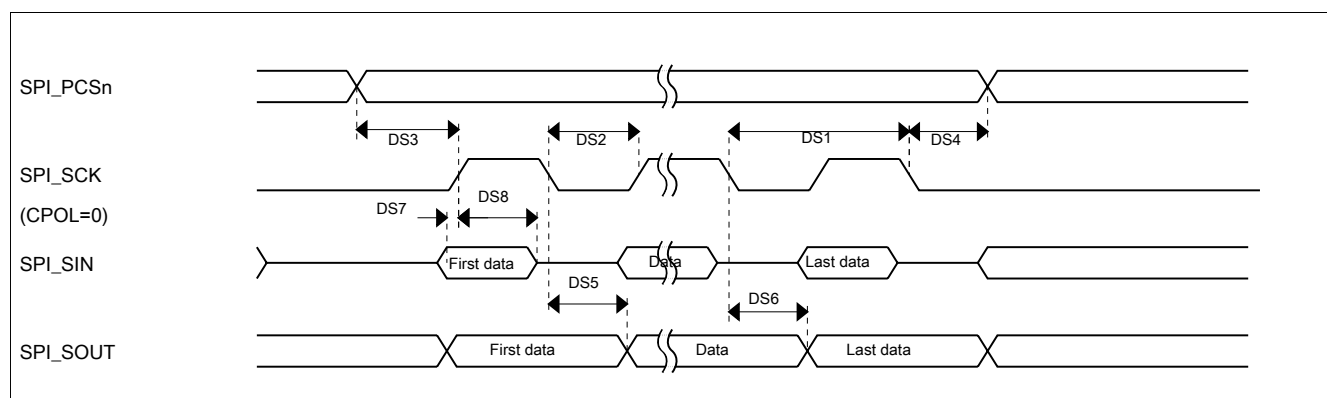 SPI_PCSn
DS3
DS2
DS1
DS4
SPI_SCK
(CPOL=0)
DS7
DS8
SPI_SIN
First data
Data
Last data
DS5
DS6
SPI_SOUT
First data
Data
Last data